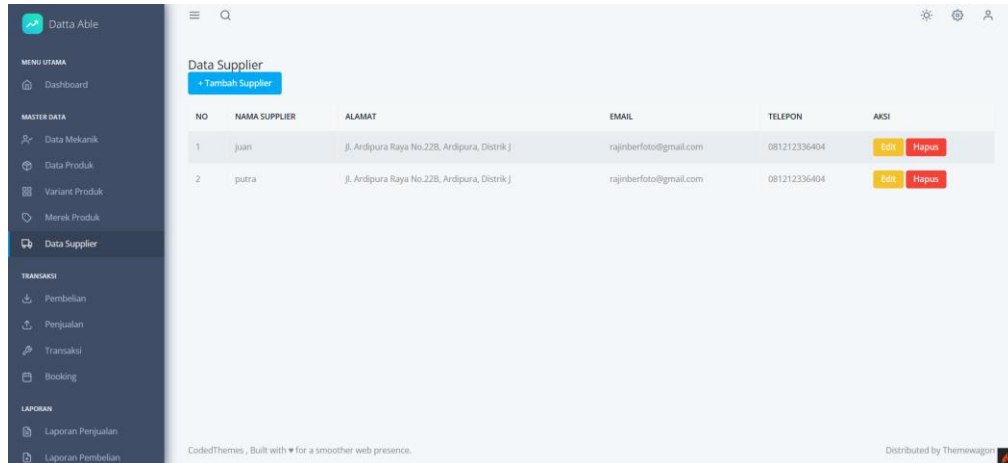 Datta Able
MENU UTAMA
Dashboard
MASTER DATA
Data Mekanik
Data Produk
Variant Produk
Merek Produk
Data Supplier
TRANSAKSI
Pembelian
Penjualan
Transaksi
Booking
LAPORAN
Laporan Penjualan
Laporan Pembelian
Data Supplier
+ Tambah Supplier
NO NAMA SUPPLIER ALAMAT EMAIL TELEPON AKSI
1 juan Jl. Ardipura Raya No.22B, Ardipura, Distrik J rajinberfoto@gmail.com 081212336404 Edit Hapus
2 putra Jl. Ardipura Raya No.22B, Ardipura, Distrik J rajinberfoto@gmail.com 081212336404 Edit Hapus
CodedThemes , Built with ♥ for a smoother web presence. Distributed by Themewagon